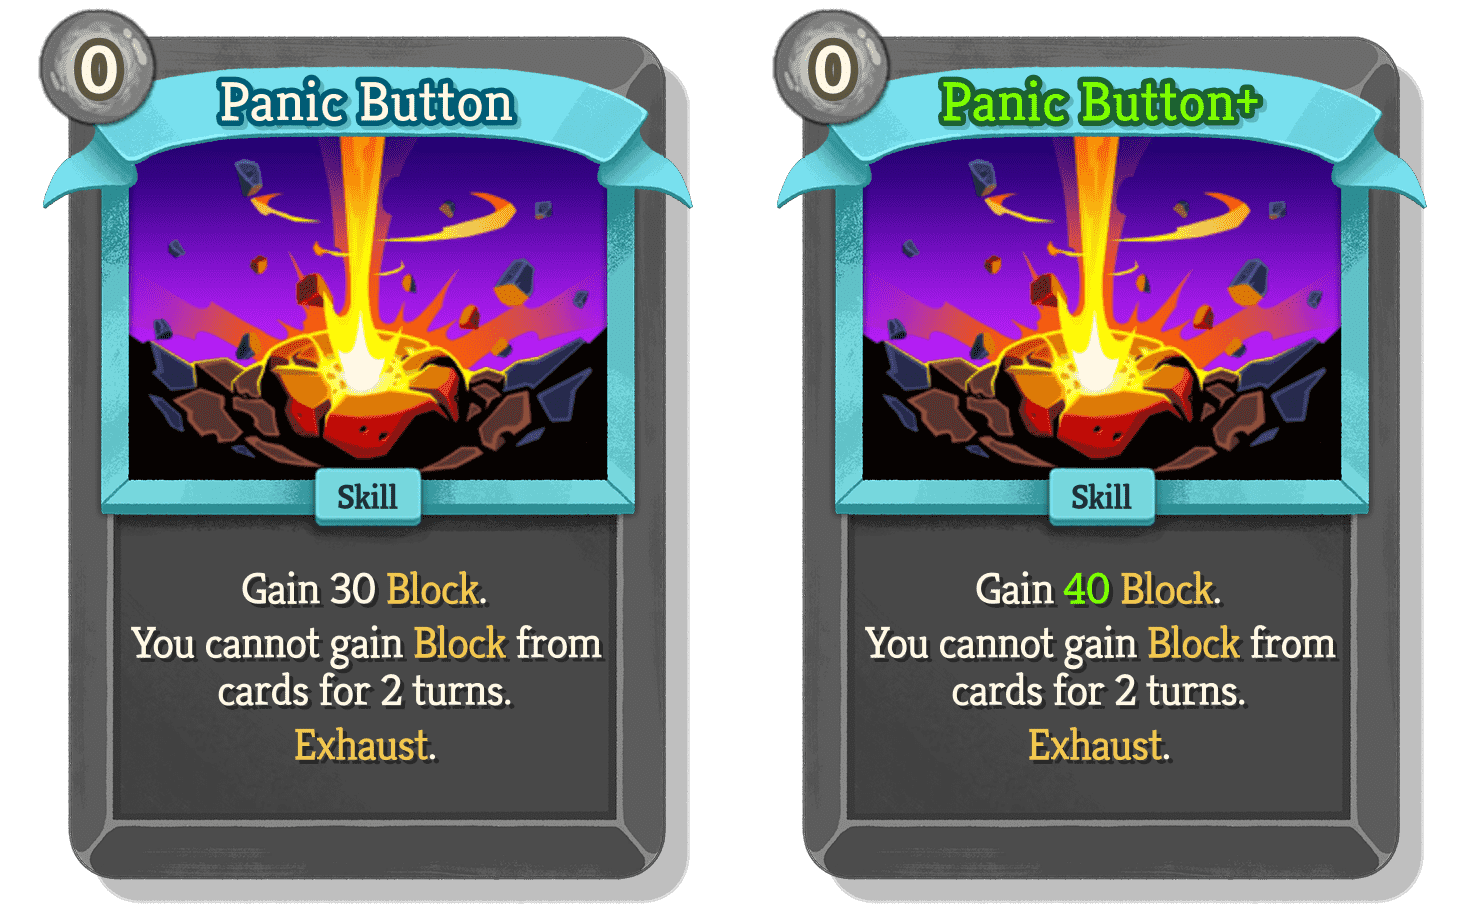 0
Panic Button
Skill
Gain 30 Block.
You cannot gain Block from
cards for 2 turns.
Exhaust.
0
Panic Button+
Skill
Gain 40 Block.
You cannot gain Block from
cards for 2 turns.
Exhaust.